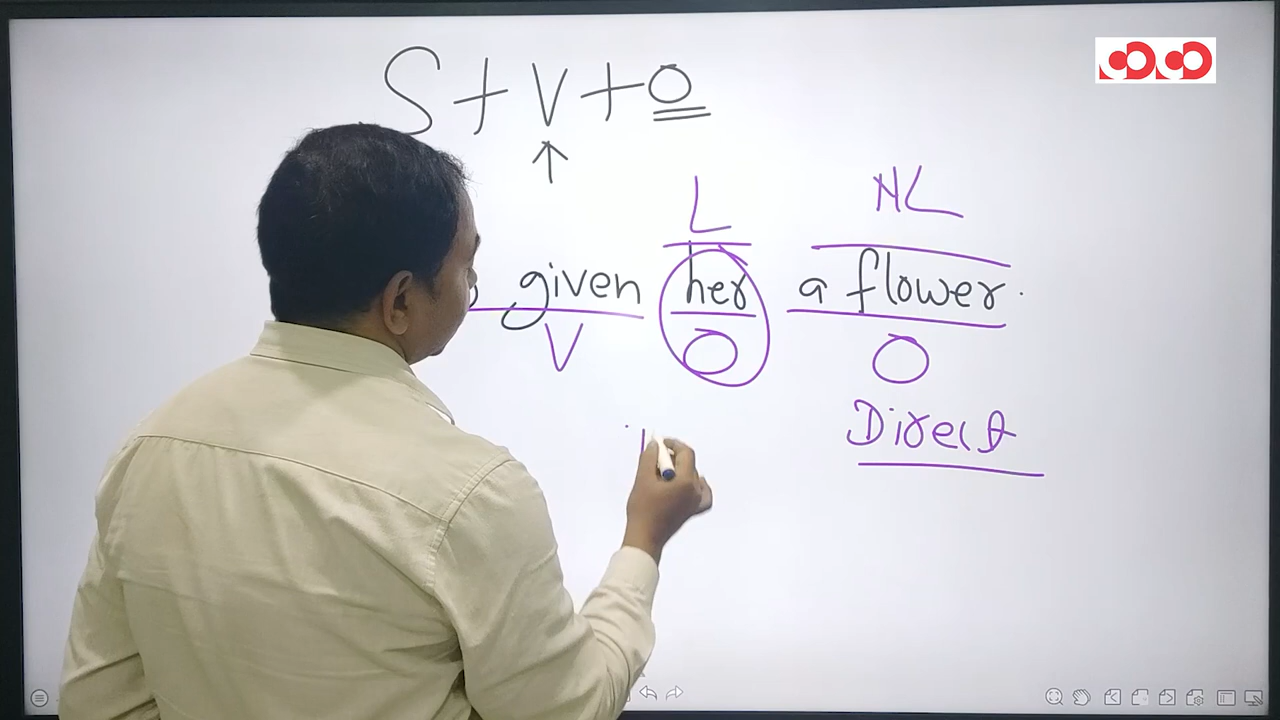 S + V + O
L NL
given her a flower.
V O O
Direct